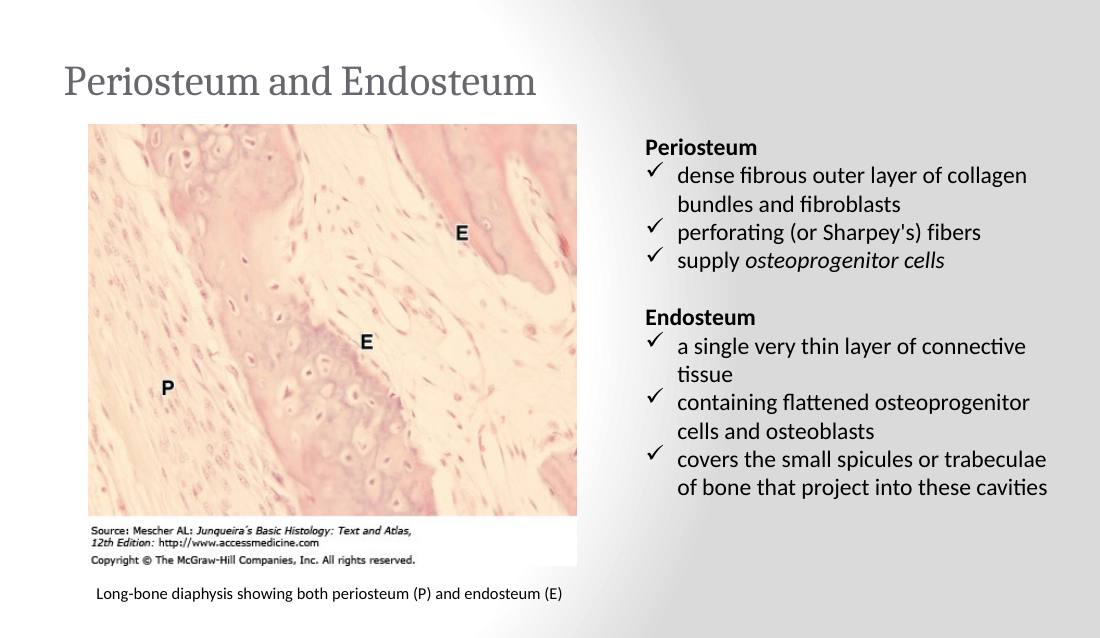 Periosteum and Endosteum
E
E
P
Source: Mescher AL: Junqueira's Basic Histology: Text and Atlas,
12th Edition: http://www.accessmedicine.com
Copyright © The McGraw-Hill Companies, Inc. All rights reserved.
Long-bone diaphysis showing both periosteum (P) and endosteum (E)
Periosteum
✓ dense fibrous outer layer of collagen
bundles and fibroblasts
✓ perforating (or Sharpey's) fibers
✓ supply osteoprogenitor cells
Endosteum
✓ a single very thin layer of connective
tissue
✓ containing flattened osteoprogenitor
cells and osteoblasts
✓ covers the small spicules or trabeculae
of bone that project into these cavities